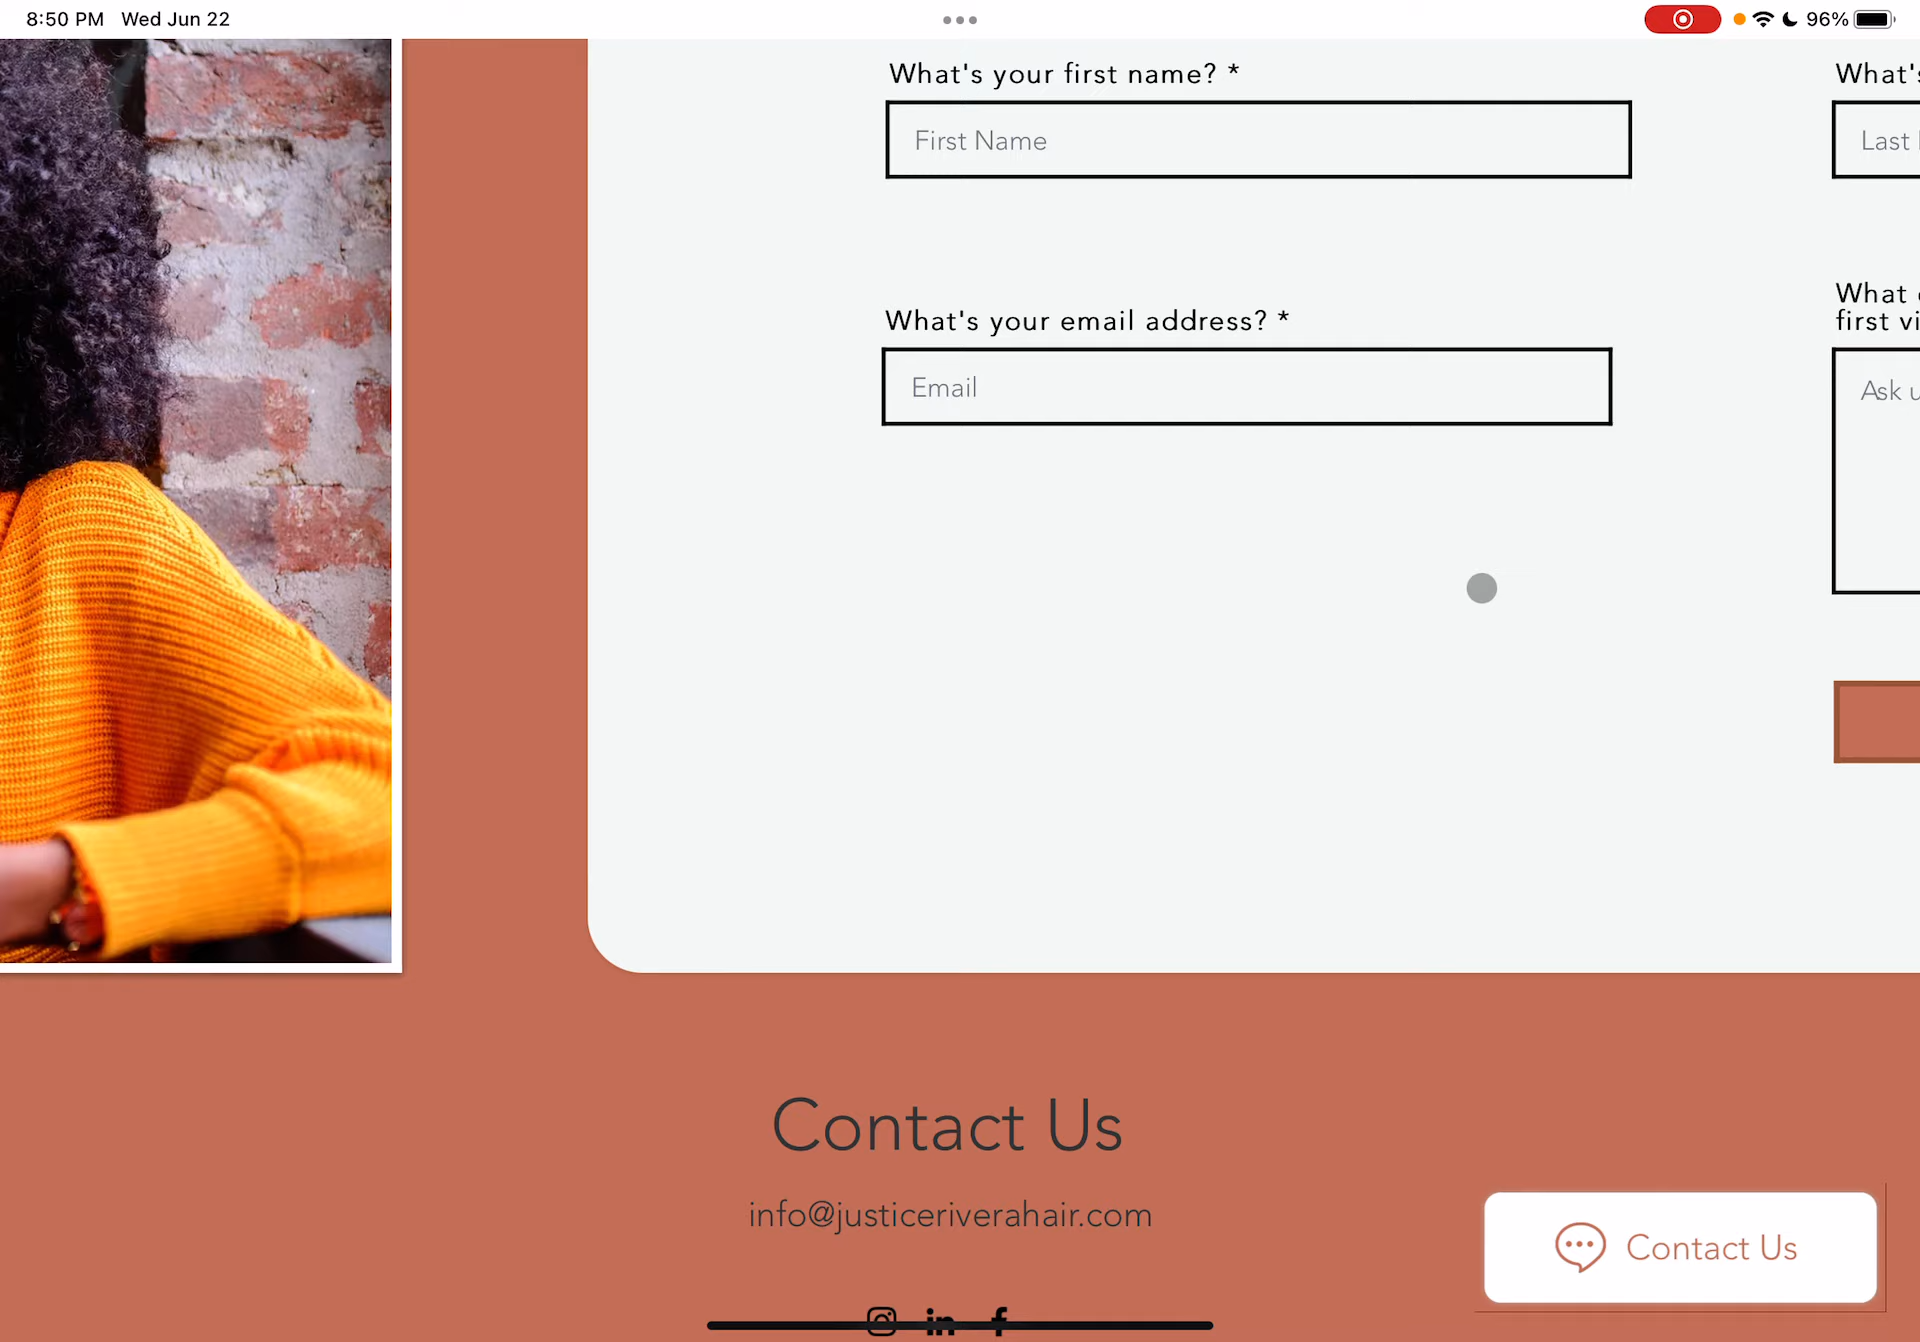 8:50 PM Wed Jun 22
96%
What's your first name? *
What's
First Name
Last
What's your email address? *
What
first vi
Email
Ask u
Contact Us
info@justiceriverahair.com
Contact Us